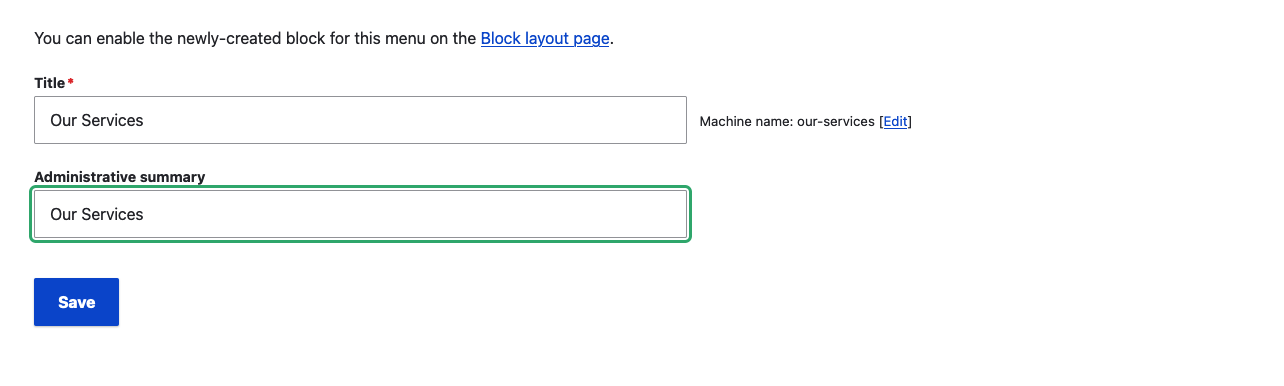 You can enable the newly-created block for this menu on the Block layout page.
Title*
Our Services
Machine name: our-services [Edit]
Administrative summary
Our Services
Save